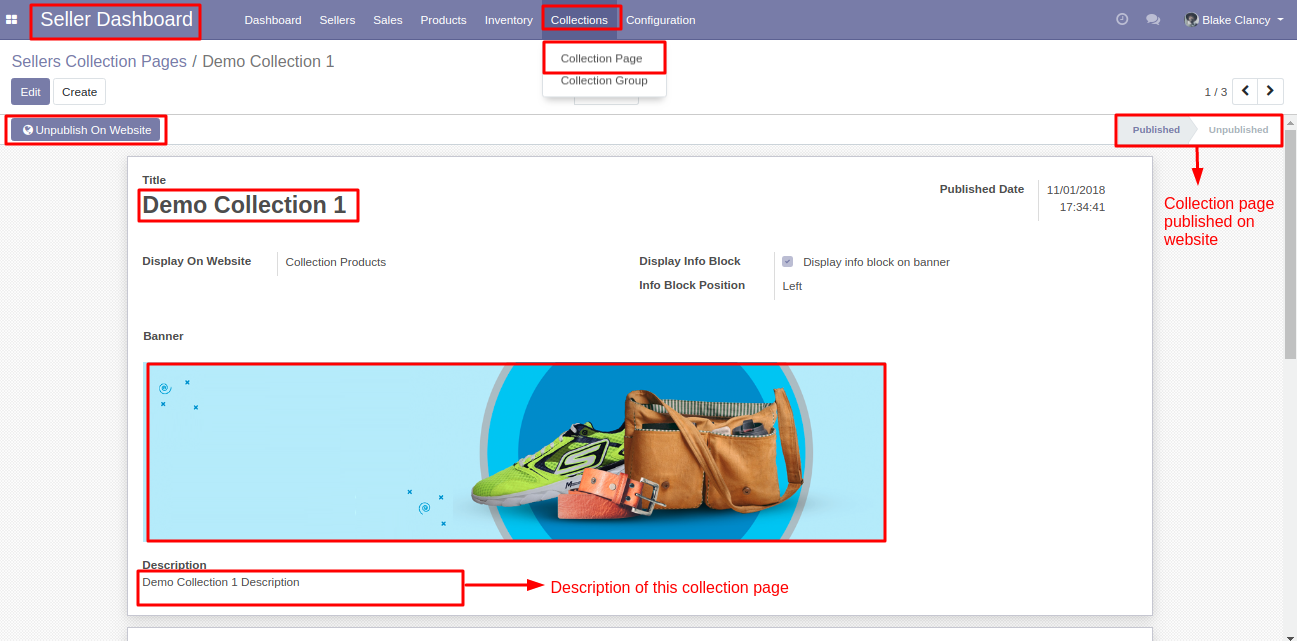 Seller Dashboard Dashboard Sellers Sales Products Inventory Collections Configuration Blake Clancy
Collection Page
Collection Group
Sellers Collection Pages / Demo Collection 1
Edit Create 1 / 3
Unpublish On Website Published Unpublished
Collection page
published on
website
Title
Demo Collection 1
Published Date 11/01/2018
17:34:41
Display On Website Collection Products
Display Info Block Display info block on banner
Info Block Position Left
Banner
S
Description
Demo Collection 1 Description
Description of this collection page